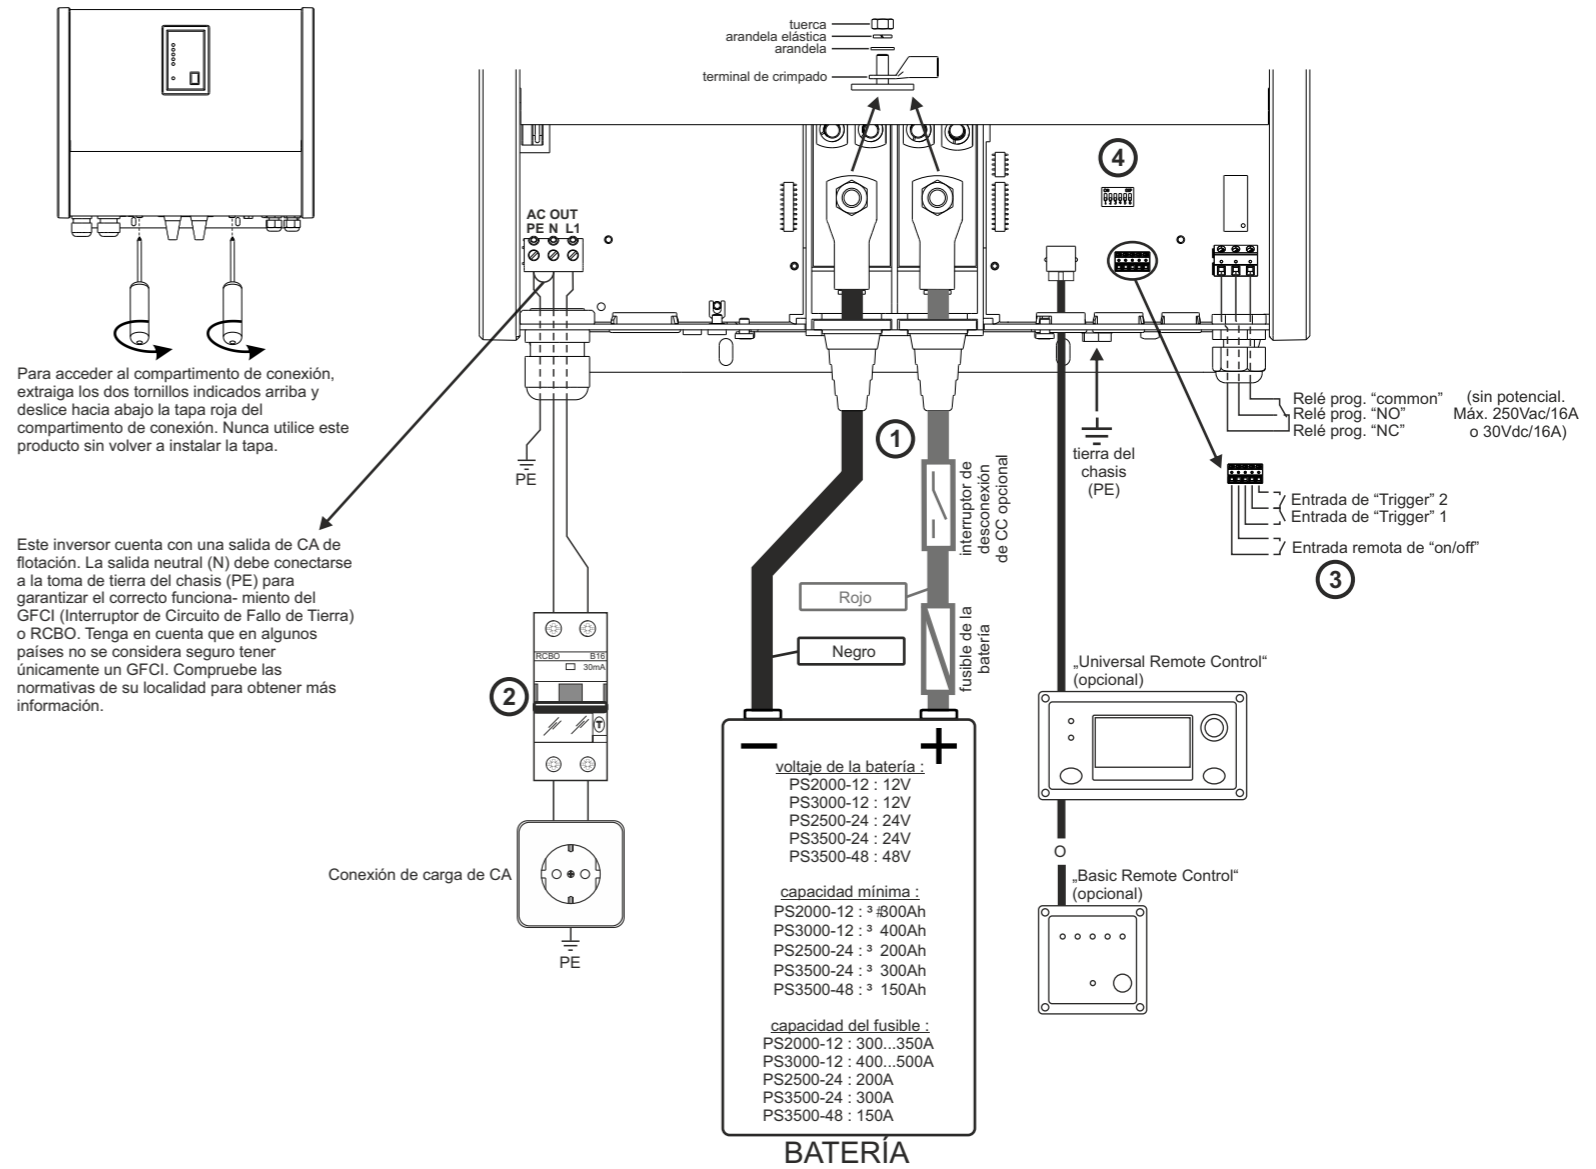 tuerca
arandela elástica
arandela
terminal de crimpado
4
AC OUT
PE N L1
Para acceder al compartimento de conexión,
extraiga los dos tornillos indicados arriba y
deslice hacia abajo la tapa roja del
compartimento de conexión. Nunca utilice este
producto sin volver a instalar la tapa.
Relé prog. “common”
Relé prog. “NO”
Relé prog. “NC”
(sin potencial.
Máx. 250Vac/16A
o 30Vdc/16A)
1
PE
tierra del
chasis
(PE)
interruptor de
desconexión
de CC opcional
Entrada de “Trigger” 2
Entrada de “Trigger” 1
Entrada remota de “on/off”
3
Este inversor cuenta con una salida de CA de
flotación. La salida neutral (N) debe conectarse
a la toma de tierra del chasis (PE) para
garantizar el correcto funciona- miento del
GFCI (Interruptor de Circuito de Fallo de Tierra)
o RCBO. Tenga en cuenta que en algunos
países no se considera seguro tener
únicamente un GFCI. Compruebe las
normativas de su localidad para obtener más
información.
Rojo
Negro
fusible de la
batería
RCBO B16
30mA
2
T
„Universal Remote Control“
(opcional)
voltaje de la batería :
PS2000-12 : 12V
PS3000-12 : 12V
PS2500-24 : 24V
PS3500-24 : 24V
PS3500-48 : 48V
O
Conexión de carga de CA
„Basic Remote Control“
(opcional)
capacidad mínima :
PS2000-12 : ³ #300Ah
PS3000-12 : ³ 400Ah
PS2500-24 : ³ 200Ah
PS3500-24 : ³ 300Ah
PS3500-48 : ³ 150Ah
PE
capacidad del fusible :
PS2000-12 : 300...350A
PS3000-12 : 400...500A
PS2500-24 : 200A
PS3500-24 : 300A
PS3500-48 : 150A
BATERÍA